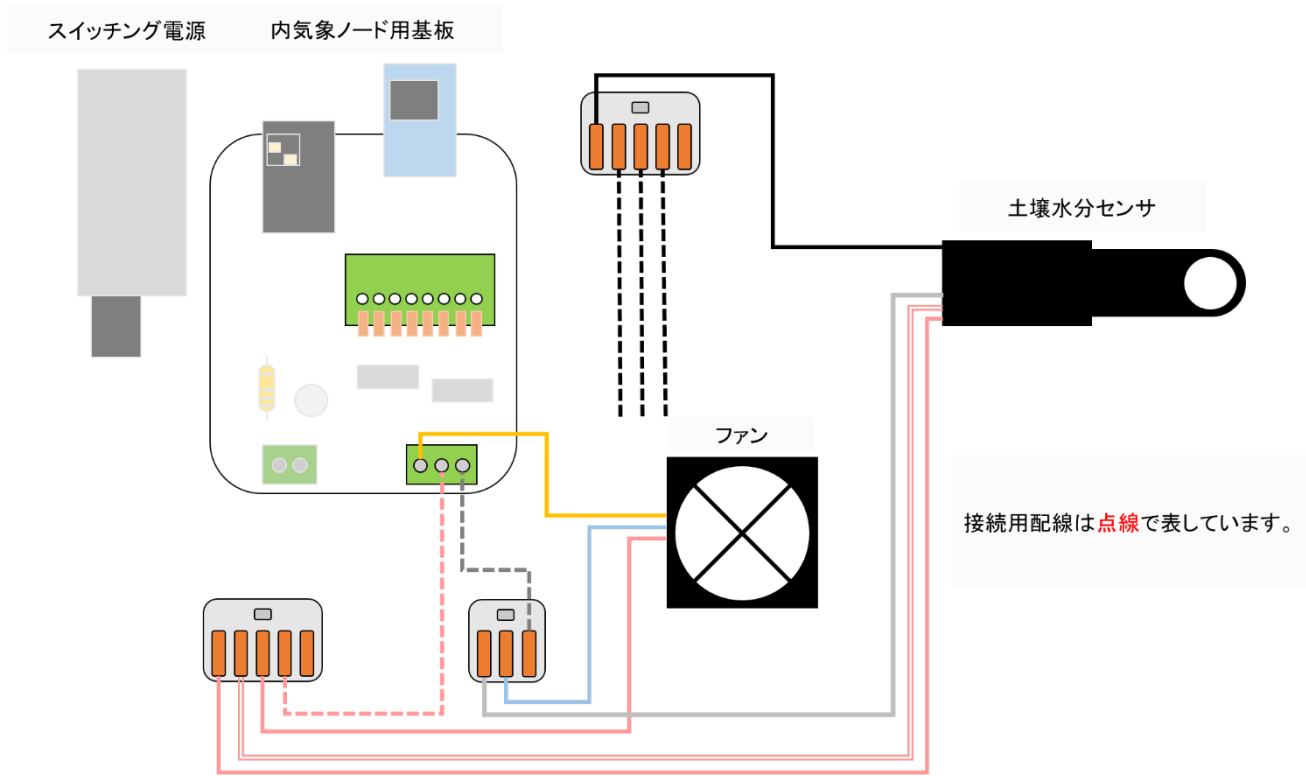 スイッチング電源
内気象ノード用基板
土壌水分センサ
ファン
接続用配線は点線で表しています。